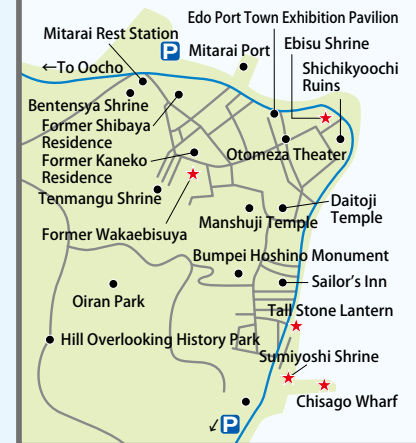 Edo Port Town Exhibition Pavilion
Mitarai Rest Station
P
Mitarai Port
Ebisu Shrine
←To Oocho
Shichikyoochi
Ruins
Bentensya Shrine
Former Shibaya
Residence
Former Kaneko
Residence
Otomeza Theater
Tenmangu Shrine
Daitoji
Temple
Manshuji Temple
Former Wakaebisuya
Bumpei Hoshino Monument
Sailor's Inn
Oiran Park
Tall Stone Lantern
Hill Overlooking History Park
Sumiyoshi Shrine
Chisago Wharf
↙P